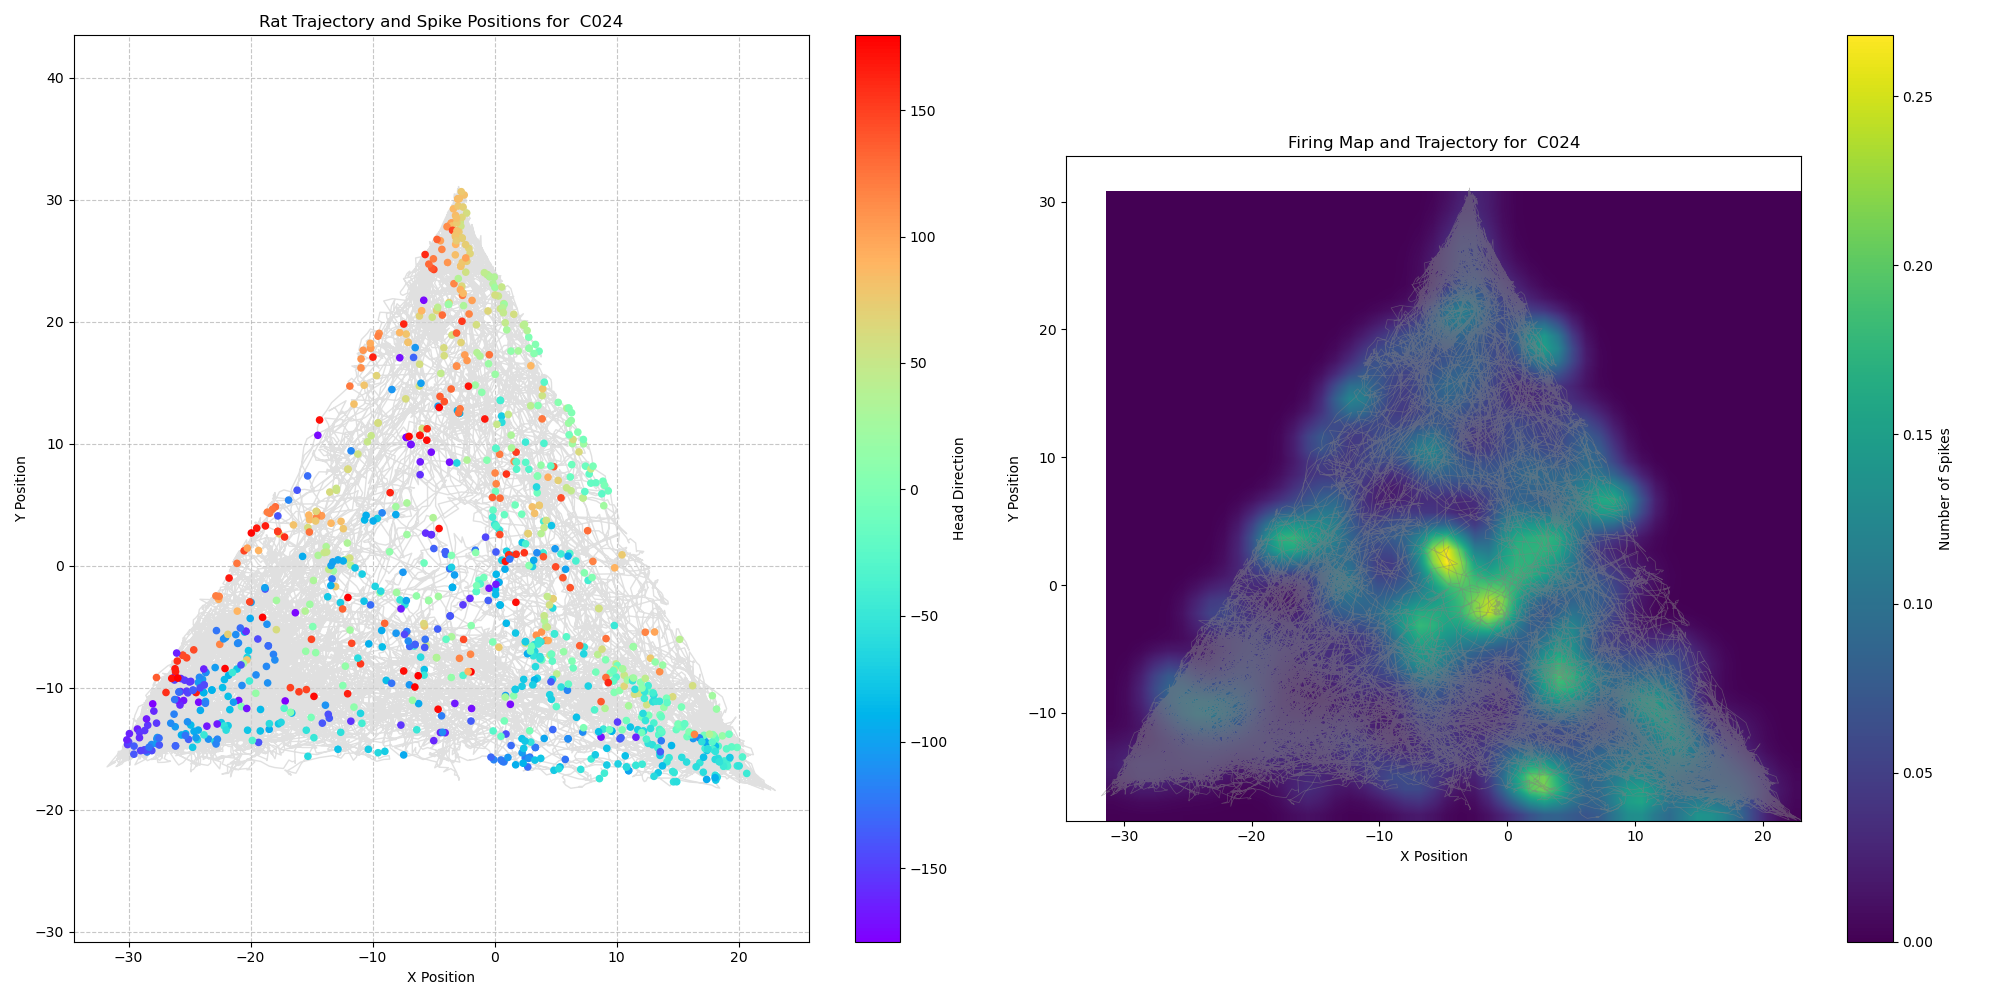 Rat Trajectory and Spike Positions for  C024
40
30
20
10
0
−10
−20
−30
Y Position
−30 −20 −10 0 10 20
X Position
150
100
50
0
−50
−100
−150
Head Direction
Firing Map and Trajectory for  C024
30
20
10
0
−10
Y Position
−30 −20 −10 0 10 20
X Position
0.25
0.20
0.15
0.10
0.05
0.00
Number of Spikes